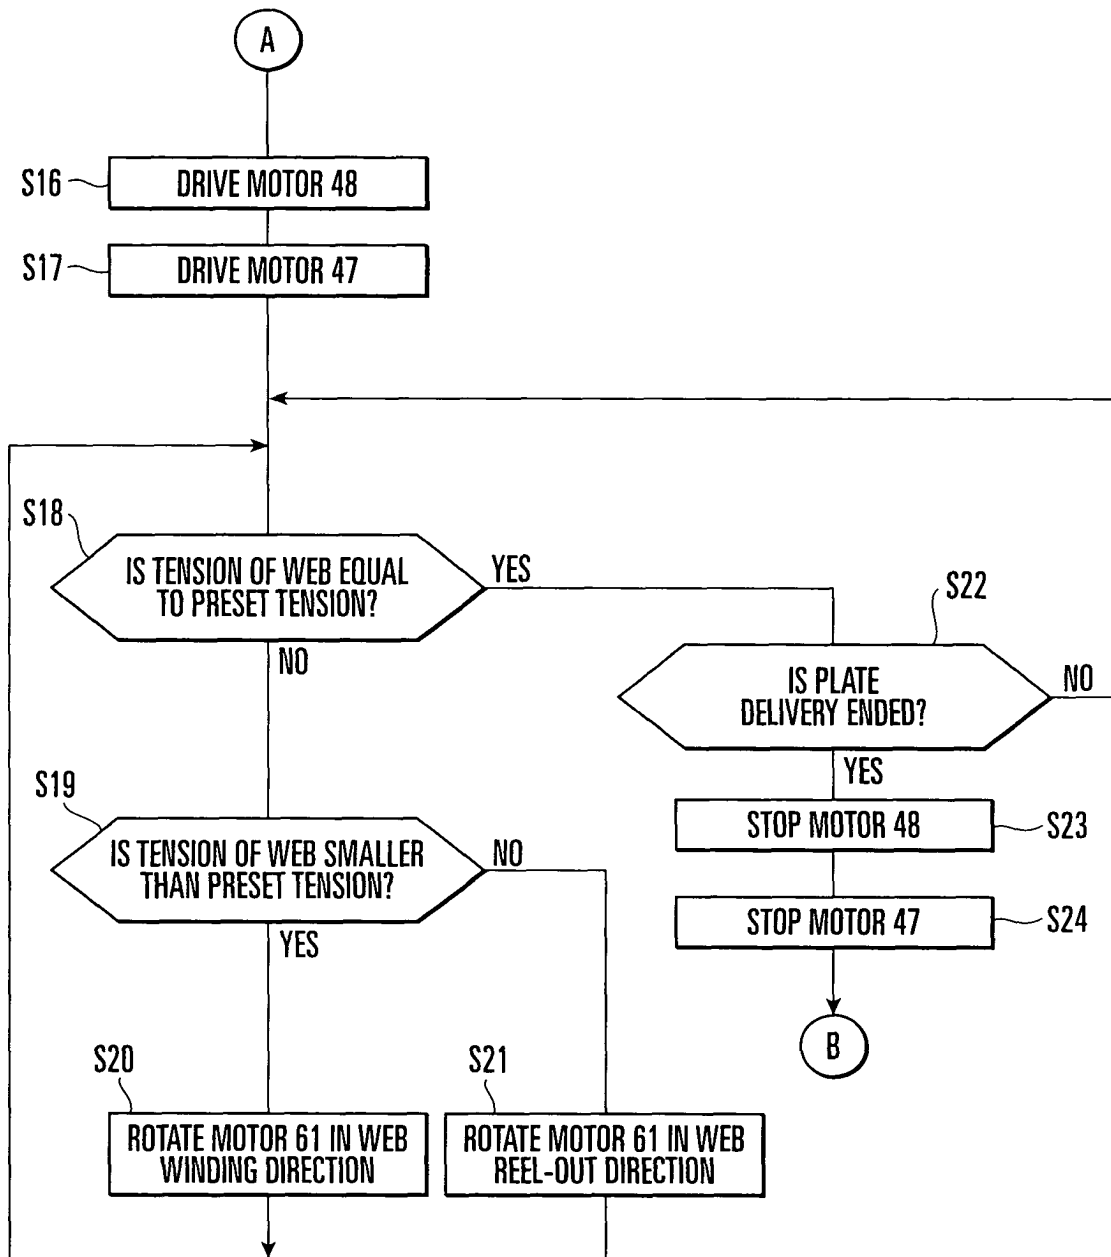 A
S16
DRIVE MOTOR 48
S17
DRIVE MOTOR 47
S18
IS TENSION OF WEB EQUAL
TO PRESET TENSION?
YES
NO
S22
IS PLATE
DELIVERY ENDED?
NO
YES
S19
IS TENSION OF WEB SMALLER
THAN PRESET TENSION?
NO
YES
STOP MOTOR 48
S23
STOP MOTOR 47
S24
B
S20
ROTATE MOTOR 61 IN WEB
WINDING DIRECTION
S21
ROTATE MOTOR 61 IN WEB
REEL-OUT DIRECTION